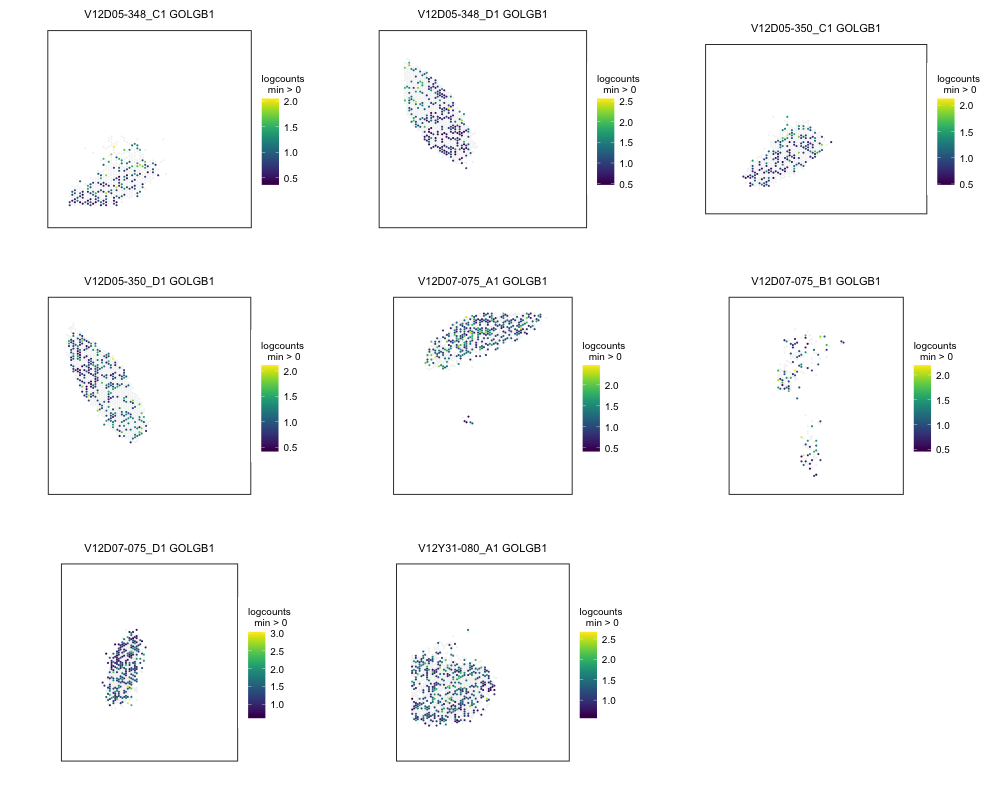 V12D05-348_C1 GOLGB1
logcounts
min > 0
2.0
1.5
1.0
0.5
V12D05-348_D1 GOLGB1
logcounts
min > 0
2.5
2.0
1.5
1.0
0.5
V12D05-350_C1 GOLGB1
logcounts
min > 0
2.0
1.5
1.0
0.5
V12D05-350_D1 GOLGB1
logcounts
min > 0
2.0
1.5
1.0
0.5
V12D07-075_A1 GOLGB1
logcounts
min > 0
2.0
1.5
1.0
0.5
V12D07-075_B1 GOLGB1
logcounts
min > 0
2.0
1.5
1.0
0.5
V12D07-075_D1 GOLGB1
logcounts
min > 0
3.0
2.5
2.0
1.5
1.0
V12Y31-080_A1 GOLGB1
logcounts
min > 0
2.5
2.0
1.5
1.0